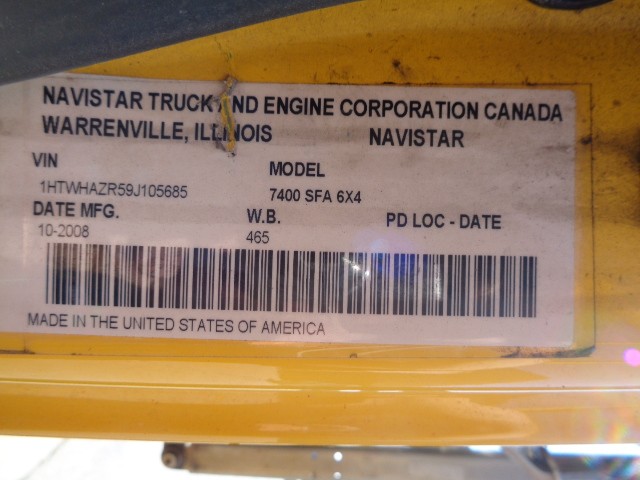 NAVISTAR TRUCK AND ENGINE CORPORATION CANADA
WARRENVILLE, ILLINOIS NAVISTAR
VIN MODEL
1HTWHAZR59J105685 7400 SFA 6X4
DATE MFG. W.B. PD LOC - DATE
10-2008 465
MADE IN THE UNITED STATES OF AMERICA